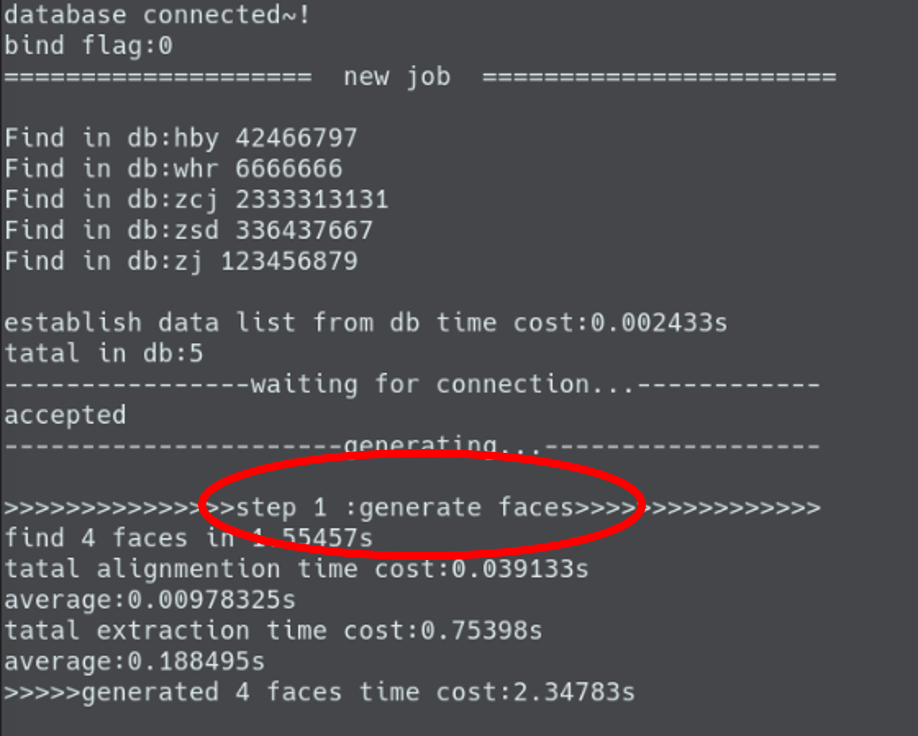 database connected~!
bind flag:0
==================== new job =======================
Find in db:hby 42466797
Find in db:whr 6666666
Find in db:zcj 2333313131
Find in db:zsd 336437667
Find in db:zj 123456879
establish data list from db time cost:0.002433s
tatal in db:5
----------------waiting for connection...------------
accepted
----------------------generating...------------------
>>>>>>>>>>>>>>>step 1 :generate faces>>>>>>>>>>>>>>>>
find 4 faces in 1.55457s
tatal alignmention time cost:0.039133s
average:0.00978325s
tatal extraction time cost:0.75398s
average:0.188495s
>>>>>generated 4 faces time cost:2.34783s